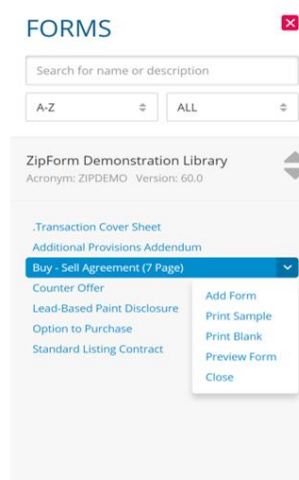 FORMS
Search for name or description
A-Z
ALL
ZipForm Demonstration Library
Acronym: ZIPDEMO Version: 60.0
.Transaction Cover Sheet
Additional Provisions Addendum
Buy - Sell Agreement (7 Page)
Counter Offer
Lead-Based Paint Disclosure
Option to Purchase
Standard Listing Contract
Add Form
Print Sample
Print Blank
Preview Form
Close